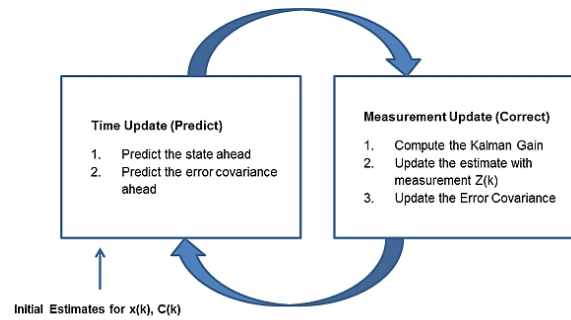 Time Update (Predict)
1. Predict the state ahead
2. Predict the error covariance
ahead
Measurement Update (Correct)
1. Compute the Kalman Gain
2. Update the estimate with
measurement Z(k)
3. Update the Error Covariance
Initial Estimates for x(k), C(k)